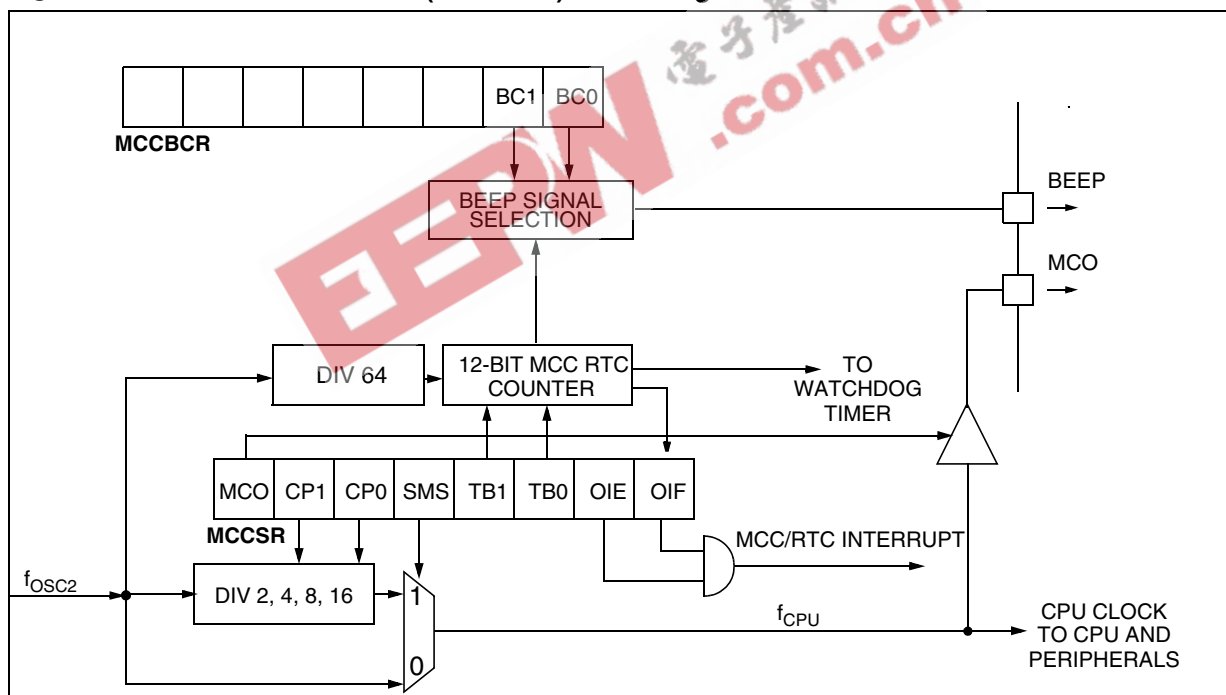 BC1 BC0
MCCBCR
BEEP SIGNAL
SELECTION
BEEP
MCO
DIV 64
12-BIT MCC RTC
COUNTER
TO
WATCHDOG
TIMER
MCO CP1 CP0 SMS TB1 TB0 OIE OIF
MCCSR
MCC/RTC INTERRUPT
fOSC2
DIV 2, 4, 8, 16
1
0
fCPU
CPU CLOCK
TO CPU AND
PERIPHERALS
EEPW
.com.cn